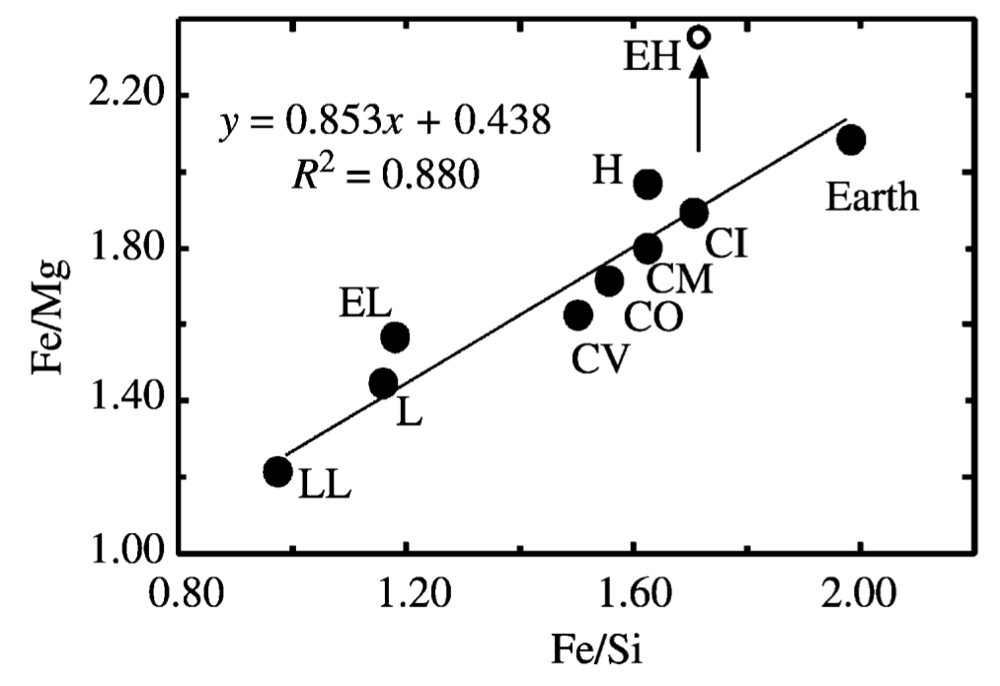 EH
2.20
y = 0.853x + 0.438
R² = 0.880
H
Earth
1.80
CI
CM
Fe/Mg
EL
CO
CV
1.40
L
LL
1.00
0.80 1.20 1.60 2.00
Fe/Si